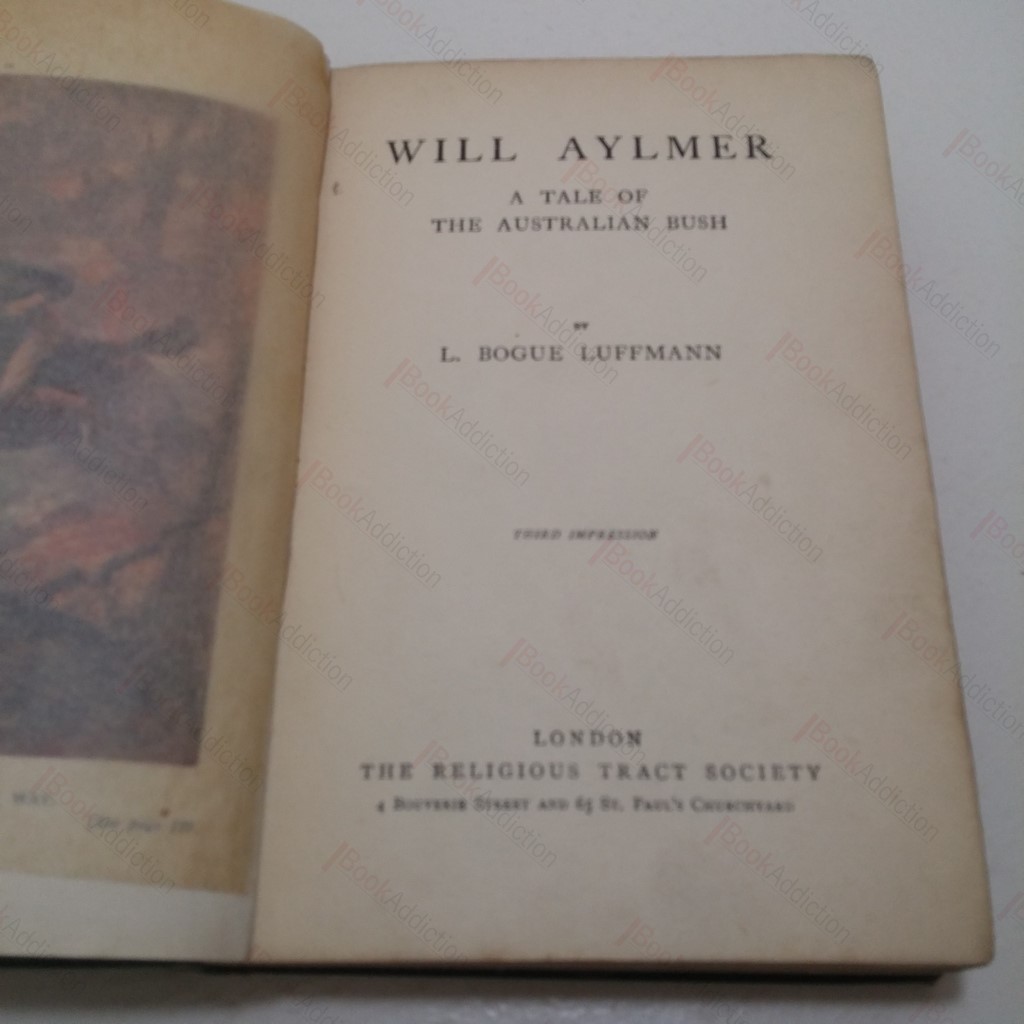 WILL AYLMER
A TALE OF
THE AUSTRALIAN BUSH
BY
L. BOGUE LUFFMANN
THIRD IMPRESSION
LONDON
THE RELIGIOUS TRACT SOCIETY
4 BOUVERIE STREET AND 65 ST. PAUL'S CHURCHYARD
BookAddiction